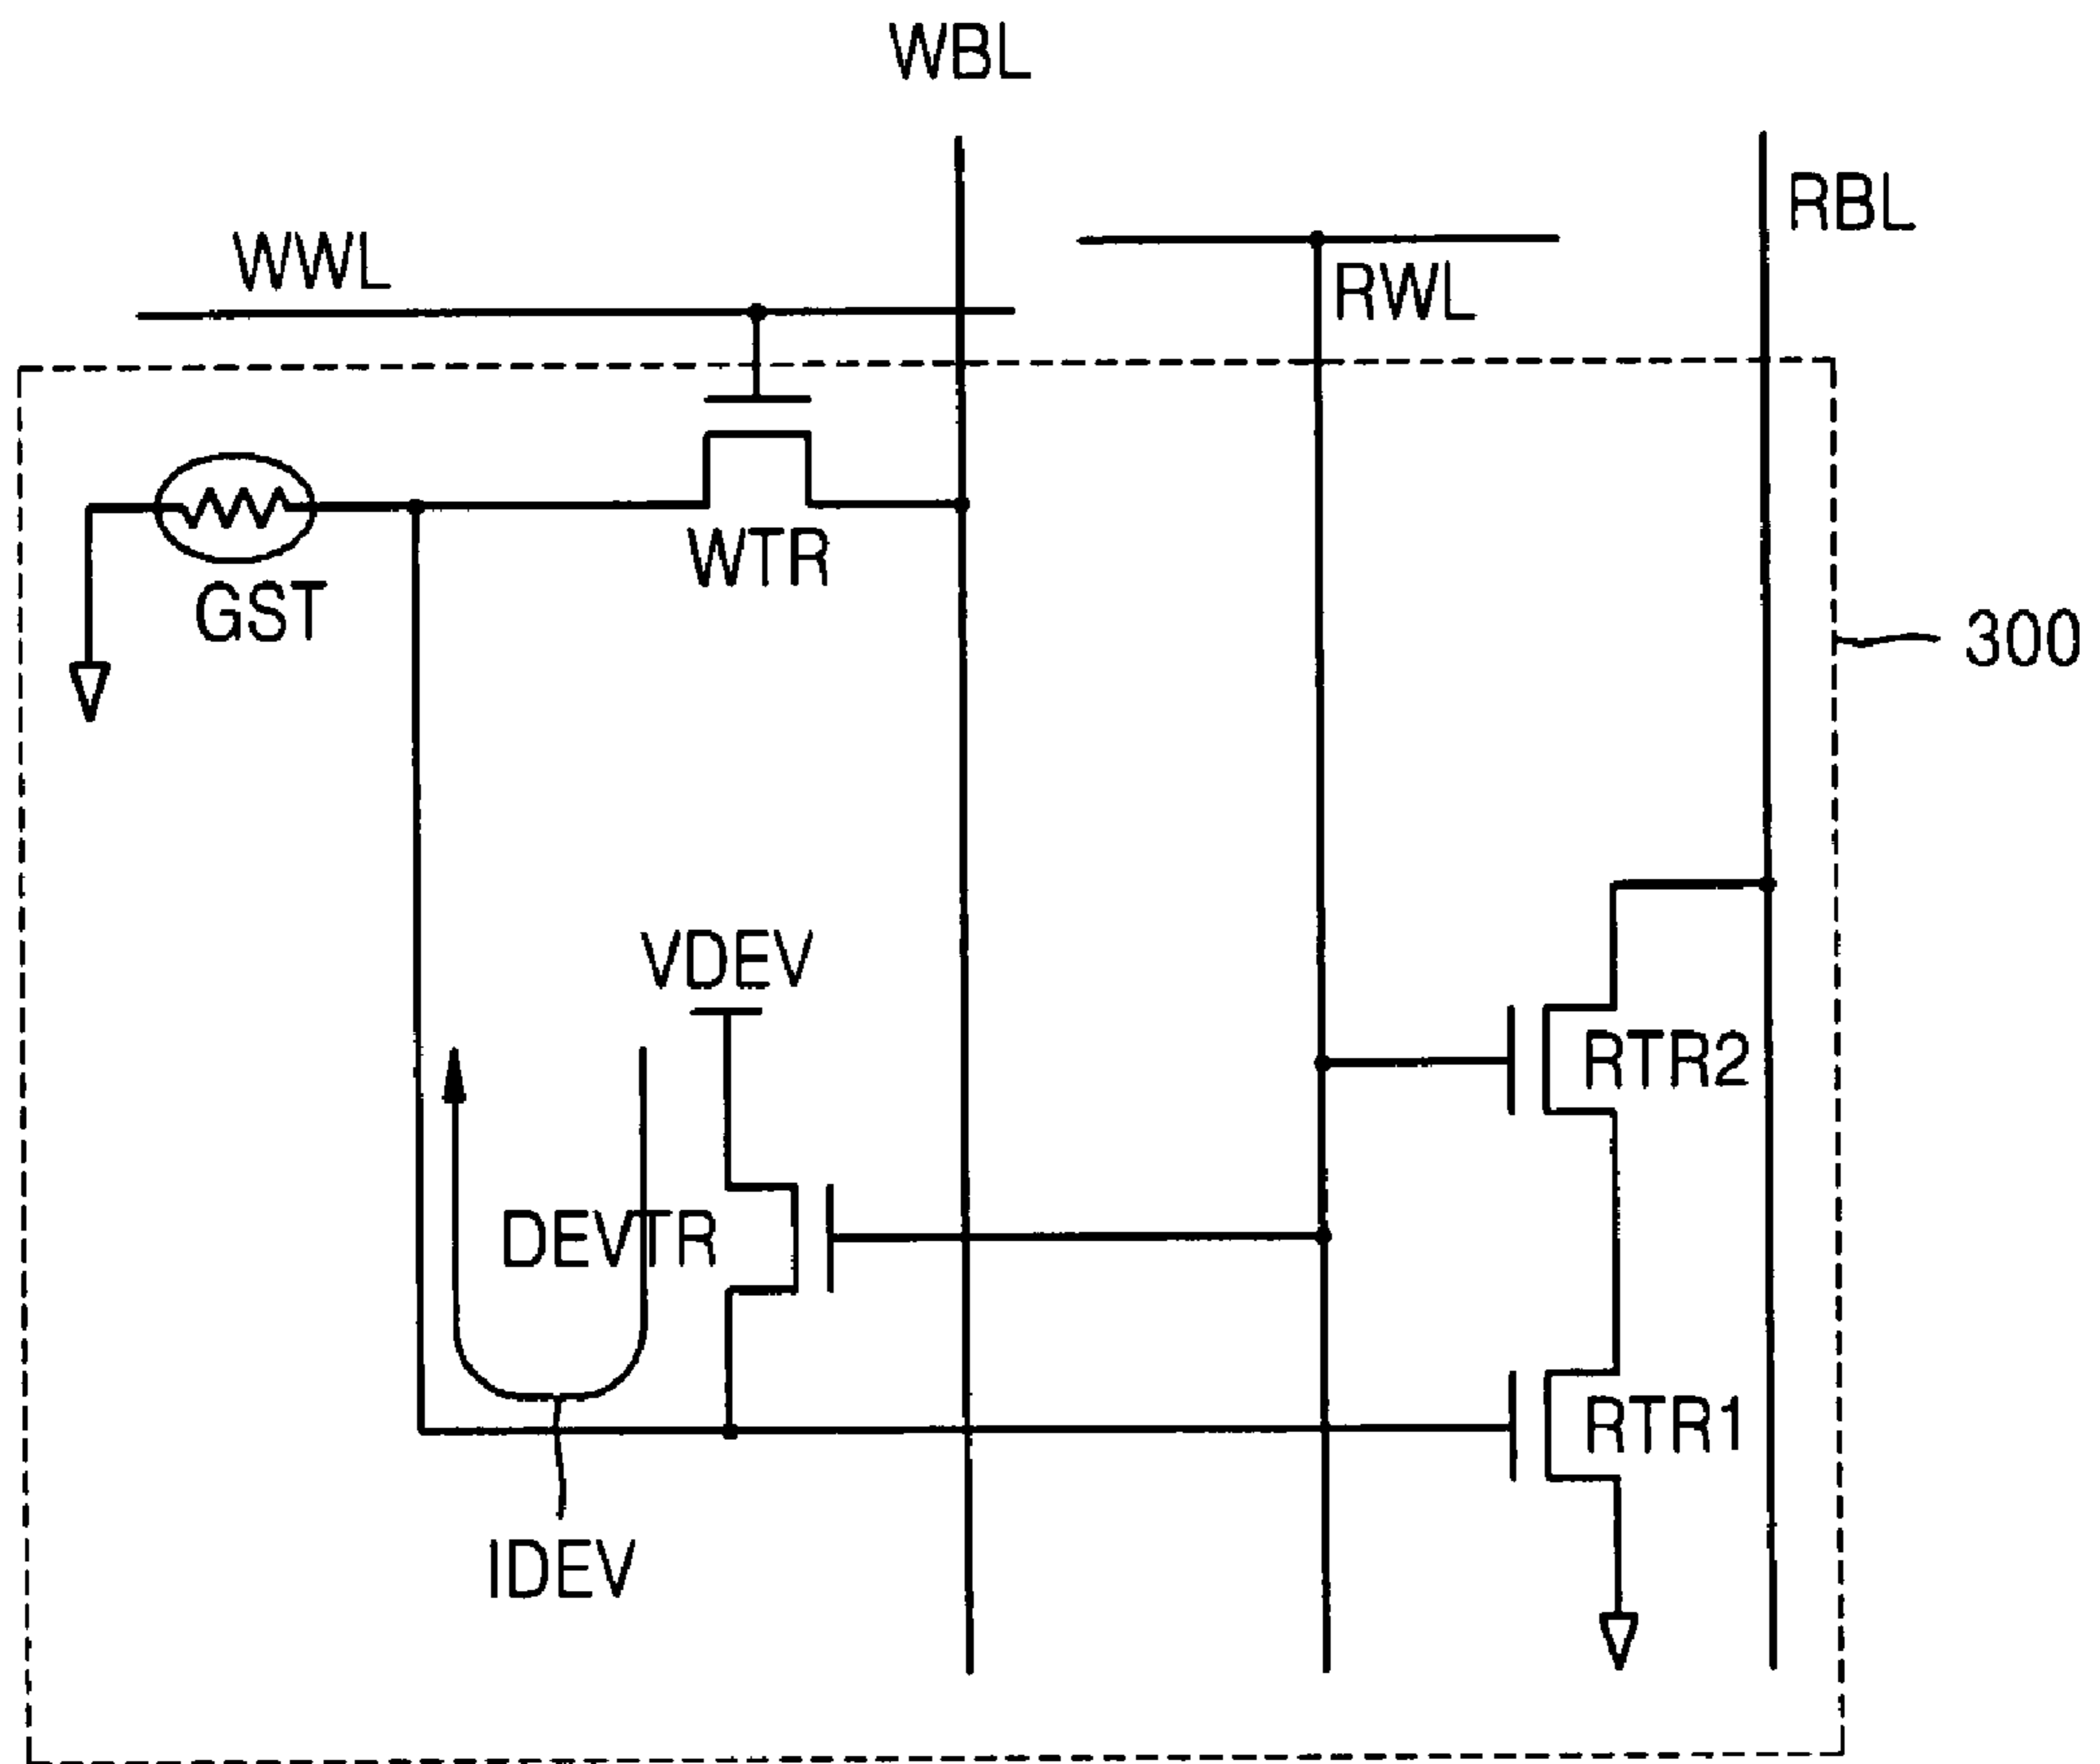 WBL
RBL
WWL
RWL
WTR
GST
300
VDEV
RTR2
DEVTR
RTR1
IDEV